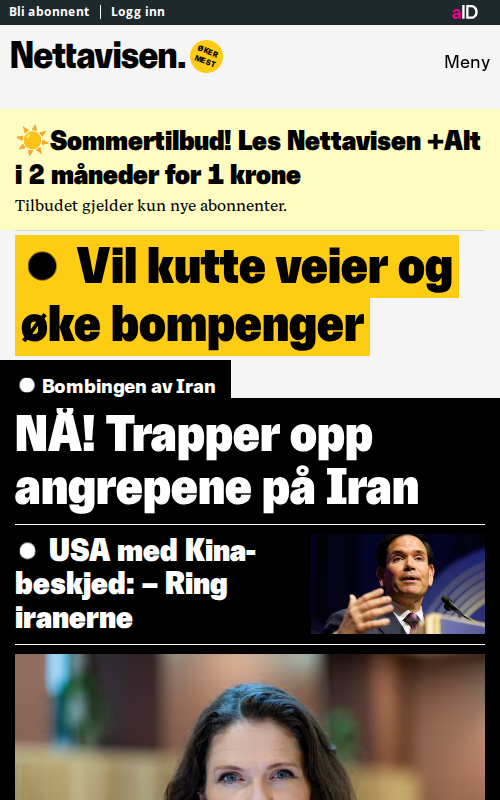 Bli abonnent | Logg inn
aID
Nettavisen.
ØKER
MEST
Meny
☀️Sommertilbud! Les Nettavisen +Alt
i 2 måneder for 1 krone
Tilbudet gjelder kun nye abonnenter.
Vil kutte veier og
øke bompenger
Bombingen av Iran
NÅ! Trapper opp
angrepene på Iran
USA med Kina-
beskjed: – Ring
iranerne